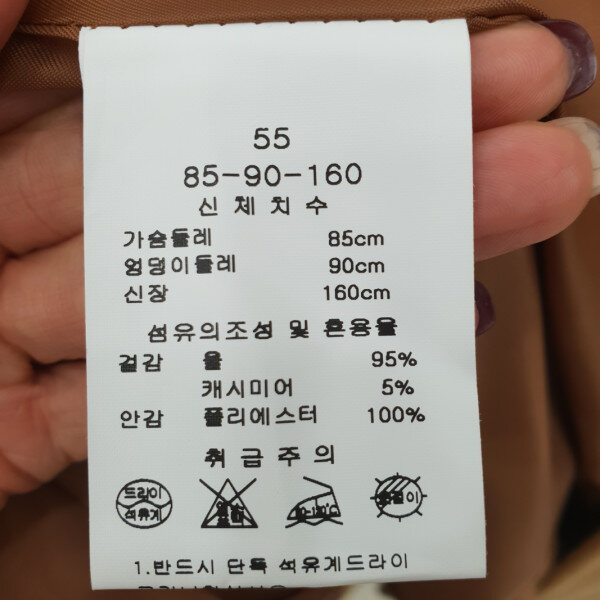 55
85-90-160
신체치수
가슴둘레 85cm
엉덩이둘레 90cm
신장 160cm
섬유의조성 및 혼용율
겉감 울 95%
캐시미어 5%
안감 폴리에스터 100%
취급주의
드라이
석유계
1.반드시 단독 석유계드라이